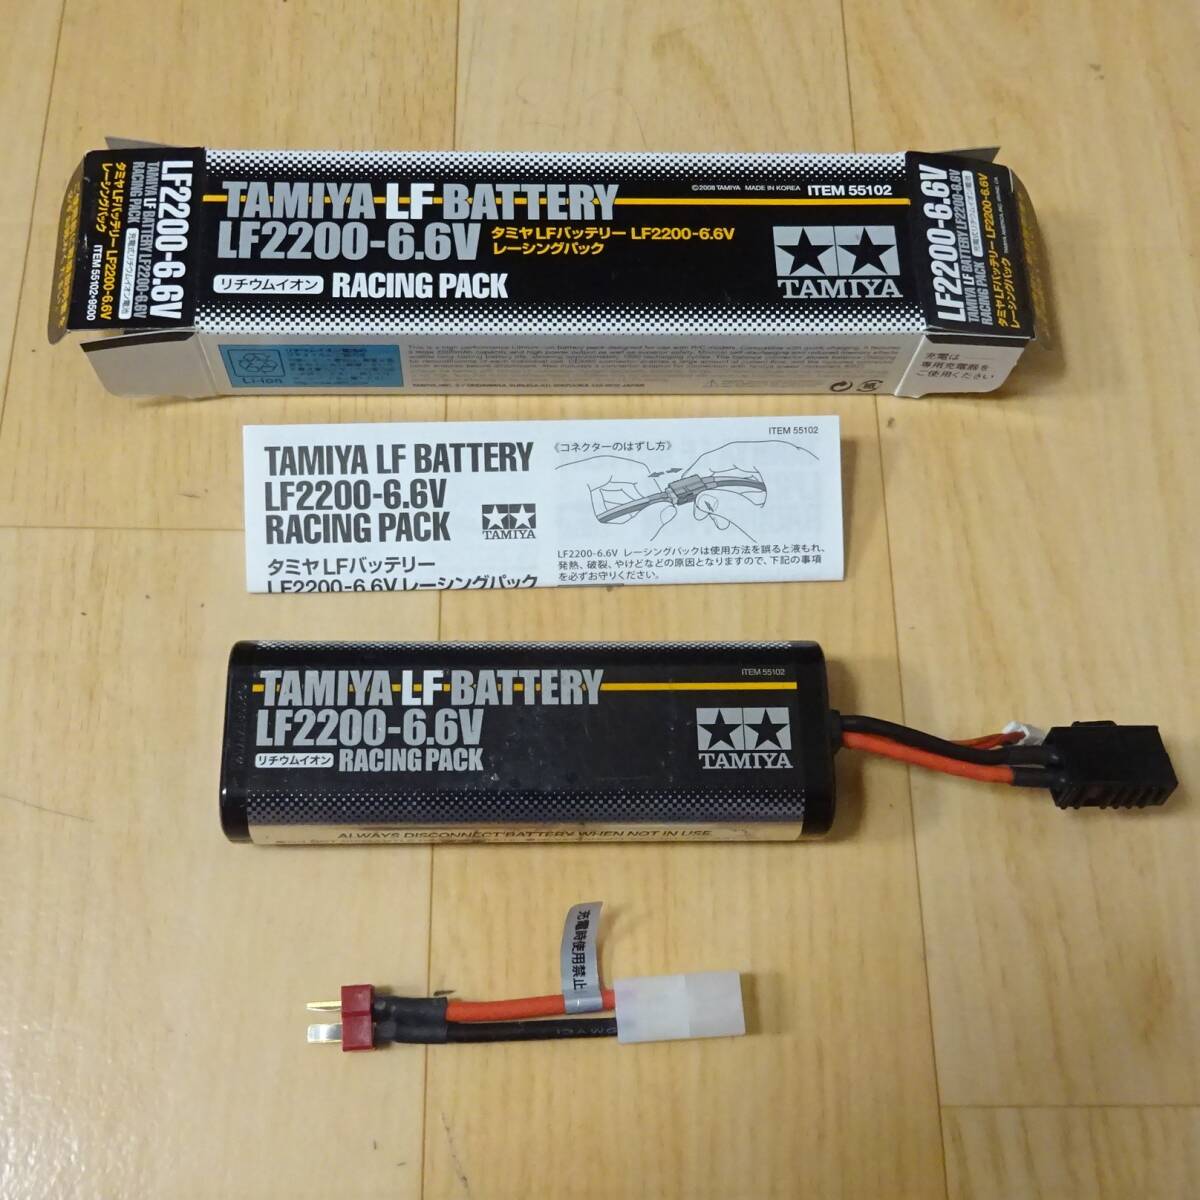 TAMIYA LF BATTERY
LF2200-6.6V
タミヤLFバッテリー LF2200-6.6V
レーシングパック
リチウムイオン RACING PACK
©2008 TAMIYA MADE IN KOREA ITEM 55102
TAMIYA
LF2200-6.6V
TAMIYA LF BATTERY LF2200-6.6V
RACING PACK
タミヤLFバッテリー LF2200-6.6V
レーシングパック
ITEM 55102-9500
LF2200-6.6V
TAMIYA LF BATTERY LF2200-6.6V
RACING PACK
タミヤLFバッテリー LF2200-6.6V
レーシングパック
Li-ion
充電は
専用充電器を
ご使用ください
TAMIYA LF BATTERY
LF2200-6.6V
RACING PACK
TAMIYA
タミヤLFバッテリー
LF2200-6.6V レーシングパック
ITEM 55102
《コネクターのはずし方》
LF2200-6.6V レーシングパックは使用方法を誤ると液もれ、
発熱、破裂、やけどなどの原因となりますので、下記の事項
を必ずお守りください。
TAMIYA LF BATTERY
LF2200-6.6V
リチウムイオン RACING PACK
ITEM 55102
TAMIYA
ALWAYS DISCONNECT BATTERY WHEN NOT IN USE
充電時使用禁止
13AWG